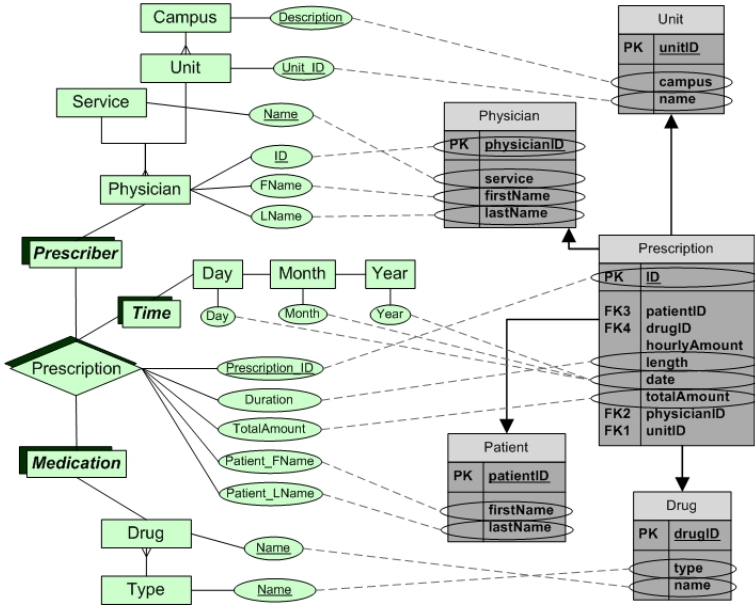 Campus
Description
Unit
Unit_ID
Service
Name
Physician
ID
FName
LName
Prescriber
Day
Month
Year
Time
Day
Month
Year
Prescription
Prescription_ID
Duration
TotalAmount
Patient_FName
Patient_LName
Medication
Drug
Name
Type
Name
Unit
PK unitID
campus
name
Physician
PK physicianID
service
firstName
lastName
Prescription
PK ID
FK3 patientID
FK4 drugID
hourlyAmount
length
date
totalAmount
FK2 physicianID
FK1 unitID
Patient
PK patientID
firstName
lastName
Drug
PK drugID
type
name